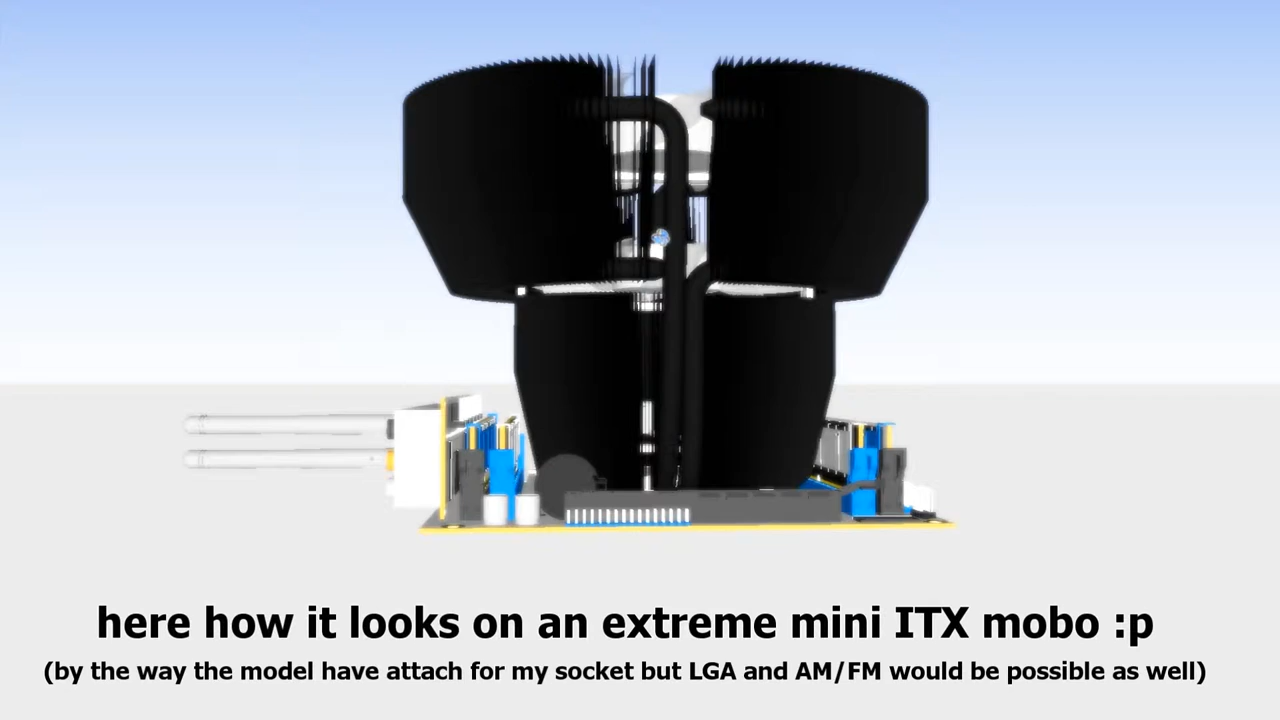 here how it looks on an extreme mini ITX mobo :p
(by the way the model have attach for my socket but LGA and AM/FM would be possible as well)